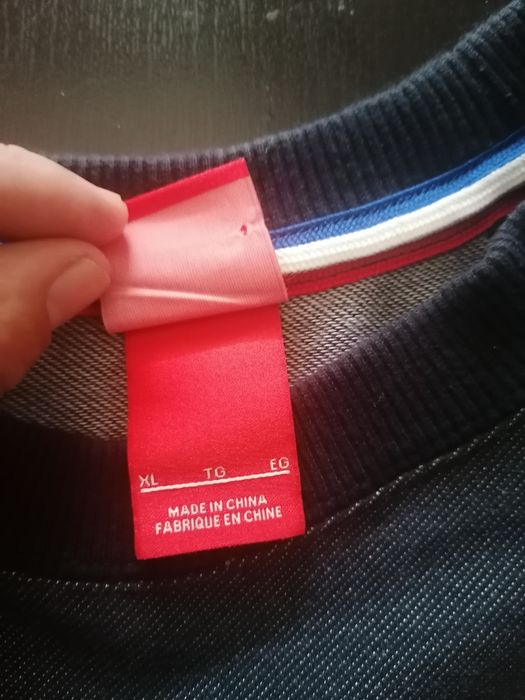 XL TG EG
MADE IN CHINA
FABRIQUE EN CHINE